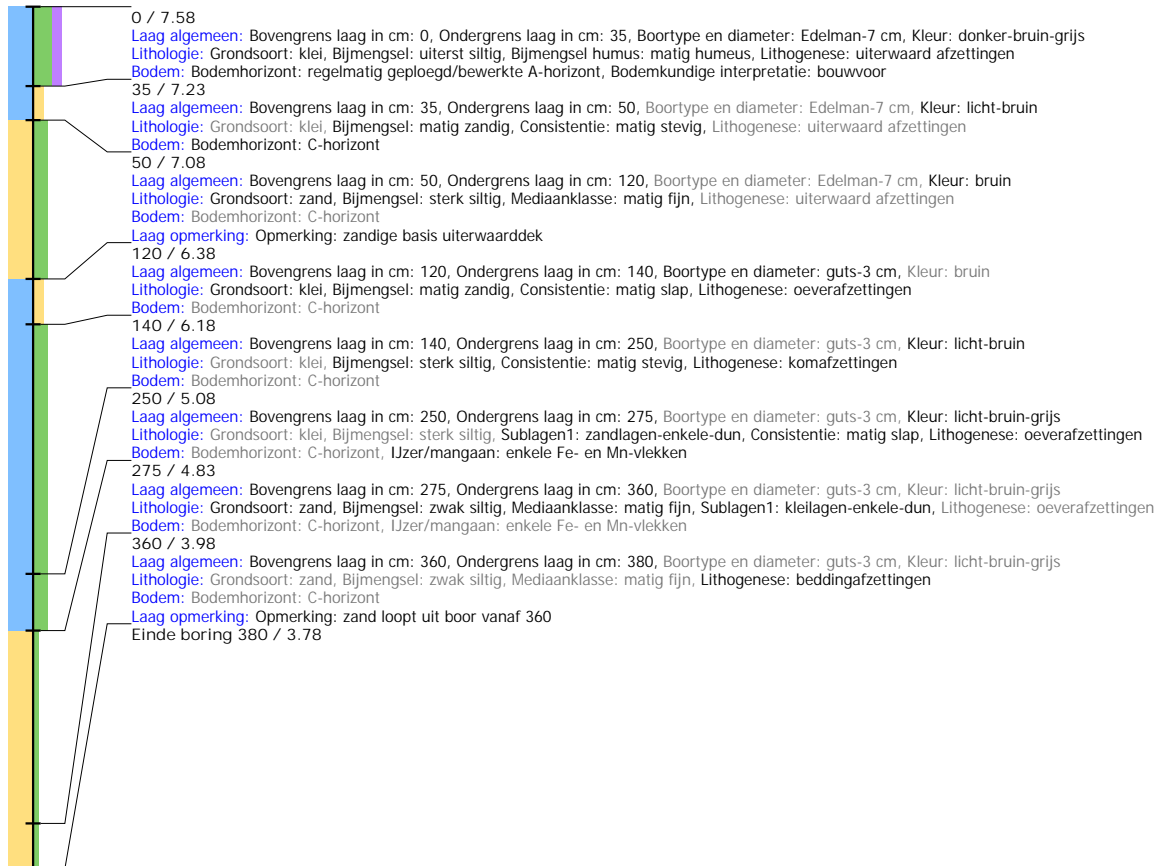 0 / 7.58
Laag algemeen: Bovengrens laag in cm: 0, Ondergrens laag in cm: 35, Boortype en diameter: Edelman-7 cm, Kleur: donker-bruin-grijs
Lithologie: Grondsoort: klei, Bijmengsel: uiterst siltig, Bijmengsel humus: matig humeus, Lithogenese: uiterwaard afzettingen
Bodem: Bodemhorizont: regelmatig geploegd/bewerkte A-horizont, Bodemkundige interpretatie: bouwvoor
35 / 7.23
Laag algemeen: Bovengrens laag in cm: 35, Ondergrens laag in cm: 50, Boortype en diameter: Edelman-7 cm, Kleur: licht-bruin
Lithologie: Grondsoort: klei, Bijmengsel: matig zandig, Consistentie: matig stevig, Lithogenese: uiterwaard afzettingen
Bodem: Bodemhorizont: C-horizont
50 / 7.08
Laag algemeen: Bovengrens laag in cm: 50, Ondergrens laag in cm: 120, Boortype en diameter: Edelman-7 cm, Kleur: bruin
Lithologie: Grondsoort: zand, Bijmengsel: sterk siltig, Mediaanklasse: matig fijn, Lithogenese: uiterwaard afzettingen
Bodem: Bodemhorizont: C-horizont
Laag opmerking: Opmerking: zandige basis uiterwaarddek
120 / 6.38
Laag algemeen: Bovengrens laag in cm: 120, Ondergrens laag in cm: 140, Boortype en diameter: guts-3 cm, Kleur: bruin
Lithologie: Grondsoort: klei, Bijmengsel: matig zandig, Consistentie: matig slap, Lithogenese: oeverafzettingen
Bodem: Bodemhorizont: C-horizont
140 / 6.18
Laag algemeen: Bovengrens laag in cm: 140, Ondergrens laag in cm: 250, Boortype en diameter: guts-3 cm, Kleur: licht-bruin
Lithologie: Grondsoort: klei, Bijmengsel: sterk siltig, Consistentie: matig stevig, Lithogenese: komafzettingen
Bodem: Bodemhorizont: C-horizont
250 / 5.08
Laag algemeen: Bovengrens laag in cm: 250, Ondergrens laag in cm: 275, Boortype en diameter: guts-3 cm, Kleur: licht-bruin-grijs
Lithologie: Grondsoort: klei, Bijmengsel: sterk siltig, Sublagen1: zandlagen-enkele-dun, Consistentie: matig slap, Lithogenese: oeverafzettingen
Bodem: Bodemhorizont: C-horizont, IJzer/mangaan: enkele Fe- en Mn-vlekken
275 / 4.83
Laag algemeen: Bovengrens laag in cm: 275, Ondergrens laag in cm: 360, Boortype en diameter: guts-3 cm, Kleur: licht-bruin-grijs
Lithologie: Grondsoort: zand, Bijmengsel: zwak siltig, Mediaanklasse: matig fijn, Sublagen1: kleilagen-enkele-dun, Lithogenese: oeverafzettingen
Bodem: Bodemhorizont: C-horizont, IJzer/mangaan: enkele Fe- en Mn-vlekken
360 / 3.98
Laag algemeen: Bovengrens laag in cm: 360, Ondergrens laag in cm: 380, Boortype en diameter: guts-3 cm, Kleur: licht-bruin-grijs
Lithologie: Grondsoort: zand, Bijmengsel: zwak siltig, Mediaanklasse: matig fijn, Lithogenese: beddingafzettingen
Bodem: Bodemhorizont: C-horizont
Laag opmerking: Opmerking: zand loopt uit boor vanaf 360
Einde boring 380 / 3.78